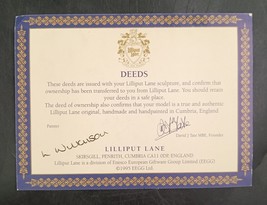 Lilliput Lane
DEEDS
These deeds are issued with your Lilliput Lane sculpture, and confirm that
ownership has been transferred to you from Lilliput Lane. You should retain
your deeds in a safe place.
The deed of ownership also confirms that your model is a true and authentic
Lilliput Lane original, handmade and handpainted in Cumbria, England
Painter
David J. Tate MBE, Founder
L Wilkinson
LILLIPUT LANE
SKIRSGILL, PENRITH, CUMBRIA CA11 0DP, ENGLAND
Lilliput Lane is a division of Enesco European Giftware Group Limited (EEGG)
EEGG Ltd.